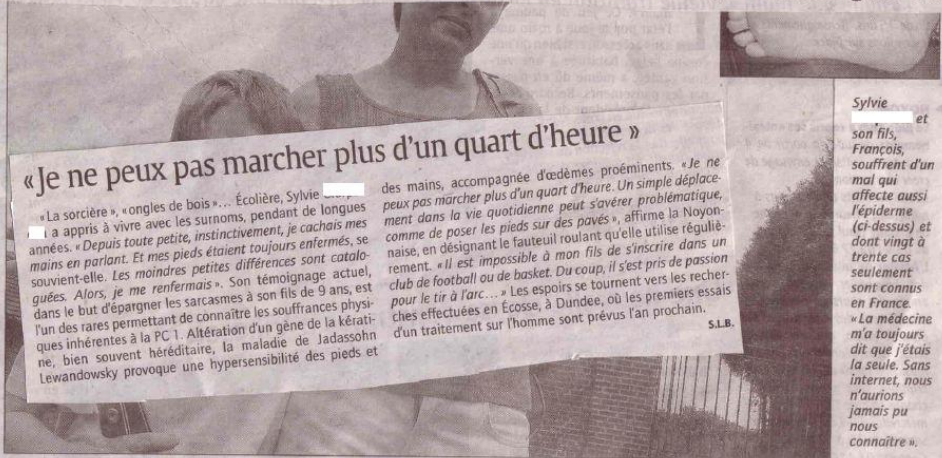 «Je ne peux pas marcher plus d'un quart d'heure »
«La sorcière», «ongles de bois»... Écolière, Sylvie
a appris à vivre avec les surnoms, pendant de longues
années. «Depuis toute petite, instinctivement, je cachais mes
mains en parlant. Et mes pieds étaient toujours enfermés, se
souvient-elle. Les moindres petites différences sont catalo-
guées. Alors, je me renfermais». Son témoignage actuel,
dans le but d'épargner les sarcasmes à son fils de 9 ans, est
l'un des rares permettant de connaître les souffrances physi-
ques inhérentes à la PC 1. Altération d'un gène de la kérati-
ne, bien souvent héréditaire, la maladie de Jadassohn
Lewandowsky provoque une hypersensibilité des pieds et
des mains, accompagnée d'œdèmes proéminents. «Je ne
peux pas marcher plus d'un quart d'heure. Un simple déplace-
ment dans la vie quotidienne peut s'avérer problématique,
comme de poser les pieds sur des pavés», affirme la Noyon-
naise, en désignant le fauteuil roulant qu'elle utilise réguliè-
rement. «Il est impossible à mon fils de s'inscrire dans un
club de football ou de basket. Du coup, il s'est pris de passion
pour le tir à l'arc...» Les espoirs se tournent vers les recher-
ches effectuées en Écosse, à Dundee, où les premiers essais
d'un traitement sur l'homme sont prévus l'an prochain.
S.L.B.
Sylvie
et
son fils,
François,
souffrent d'un
mal qui
affecte aussi
l'épiderme
(ci-dessus) et
dont vingt à
trente cas
seulement
sont connus
en France.
«La médecine
m'a toujours
dit que j'étais
la seule. Sans
internet, nous
n'aurions
jamais pu
nous
connaître».